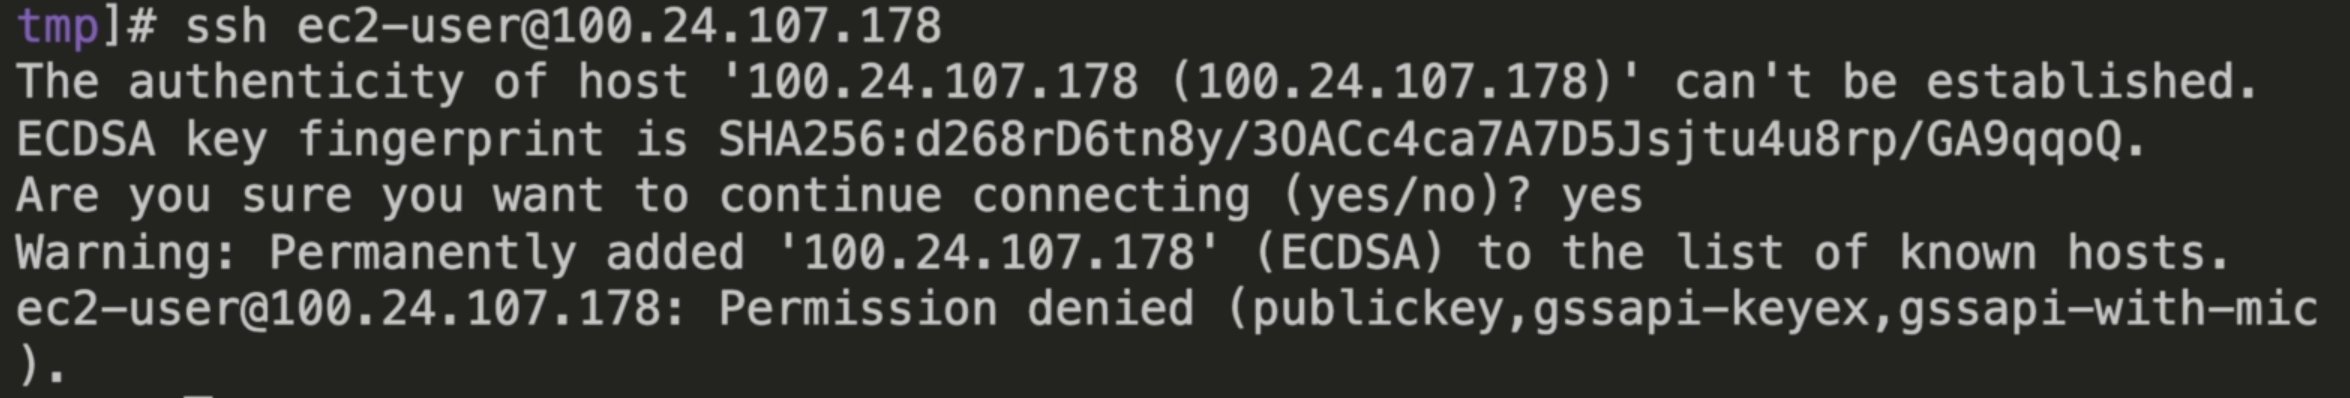 tmp]# ssh ec2-user@100.24.107.178
The authenticity of host '100.24.107.178 (100.24.107.178)' can't be established.
ECDSA key fingerprint is SHA256:d268rD6tn8y/3OACc4ca7A7D5Jsjtu4u8rp/GA9qqoQ.
Are you sure you want to continue connecting (yes/no)? yes
Warning: Permanently added '100.24.107.178' (ECDSA) to the list of known hosts.
ec2-user@100.24.107.178: Permission denied (publickey,gssapi-keyex,gssapi-with-mic
).